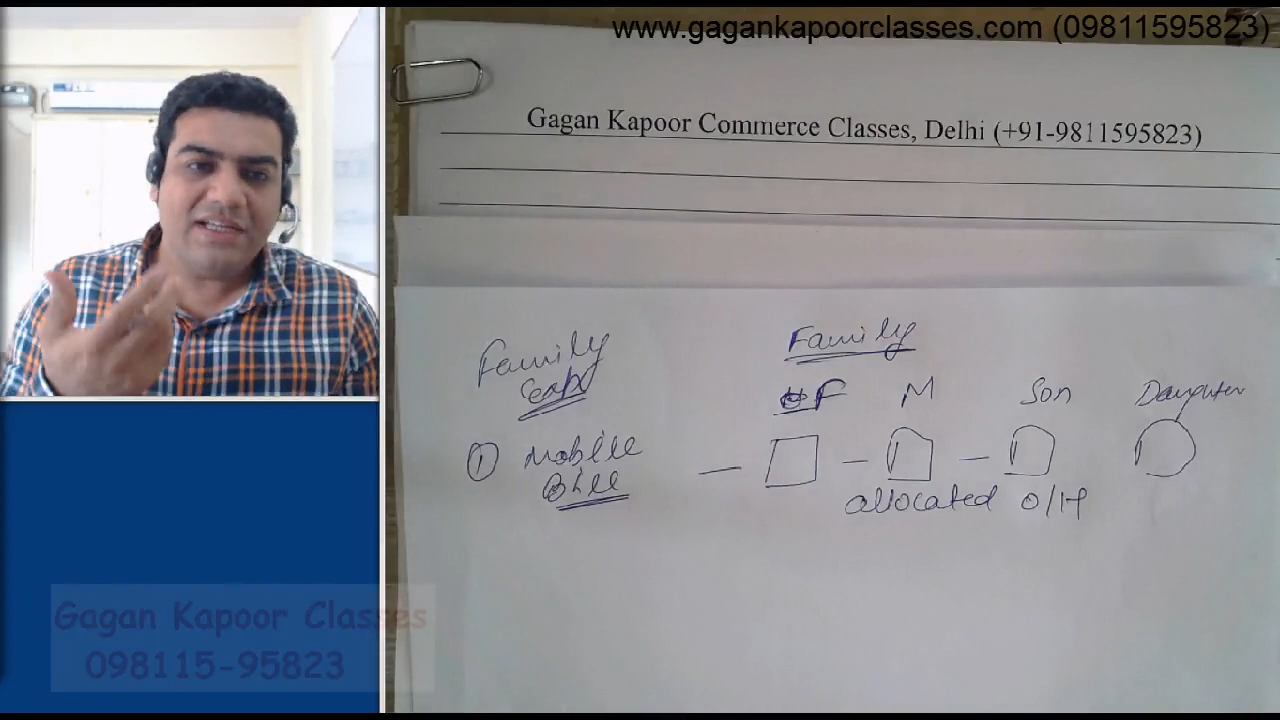 www.gagankapoorclasses.com (09811595823)
Gagan Kapoor Commerce Classes, Delhi (+91-9811595823)
Family
Family
Exp
F M Son Daughter
① Mobile
Bill
allocated O/H
Gagan Kapoor Classes
098115-95823